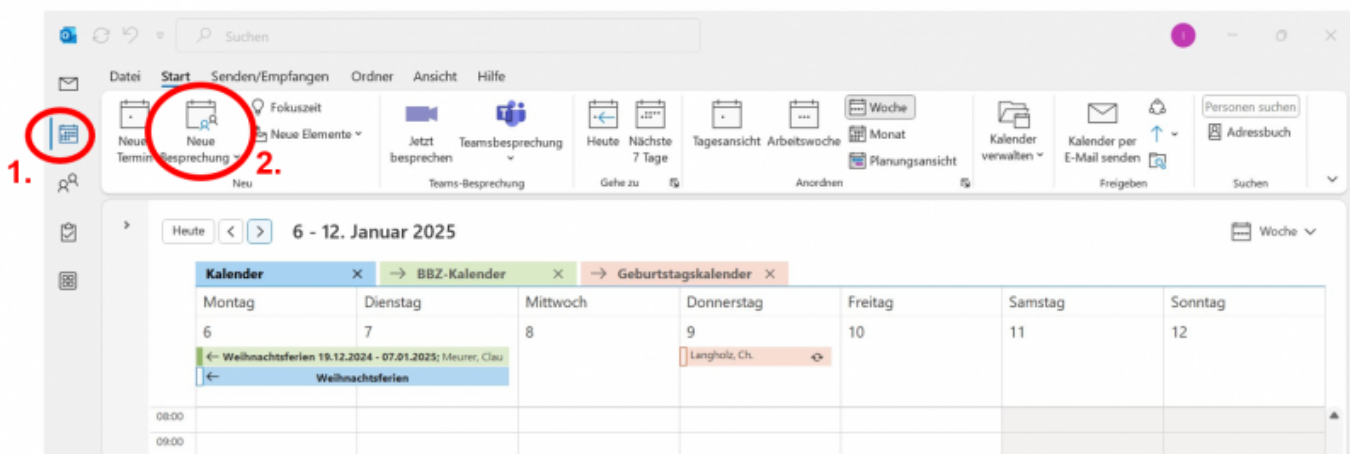 Suchen
I
Datei Start Senden/Empfangen Ordner Ansicht Hilfe
Neuer Termin
Neue Besprechung
Fokuszeit
Neue Elemente
Neu
Jetzt besprechen
Teamsbesprechung
Teams-Besprechung
Heute
Nächste 7 Tage
Gehe zu
Tagesansicht
Arbeitswoche
Woche
Monat
Planungsansicht
Anordnen
Kalender verwalten
Kalender per E-Mail senden
Freigeben
Personen suchen
Adressbuch
Suchen
1.
2.
Heute 6 - 12. Januar 2025 Woche
Kalender BBZ-Kalender Geburtstagskalender
Montag Dienstag Mittwoch Donnerstag Freitag Samstag Sonntag
6 7 8 9 10 11 12
Weihnachtsferien 19.12.2024 - 07.01.2025; Meurer, Clau
Langholz, Ch.
Weihnachtsferien
08:00
09:00